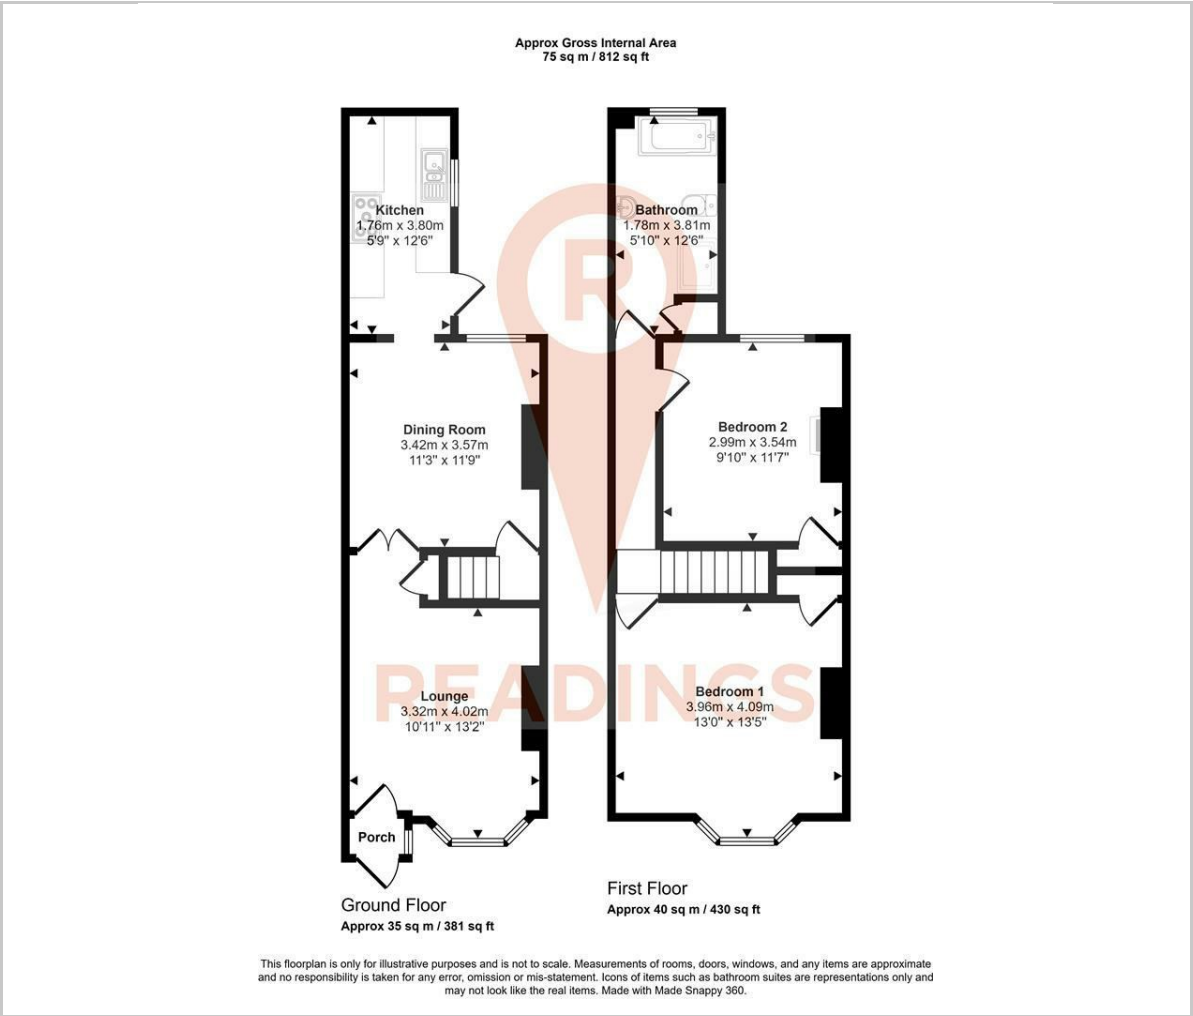 Approx Gross Internal Area
75 sq m / 812 sq ft
Kitchen
1.76m x 3.80m
5'9" x 12'6"
Dining Room
3.42m x 3.57m
11'3" x 11'9"
Lounge
3.32m x 4.02m
10'11" x 13'2"
Porch
Ground Floor
Approx 35 sq m / 381 sq ft
Bathroom
1.78m x 3.81m
5'10" x 12'6"
Bedroom 2
2.99m x 3.54m
9'10" x 11'7"
Bedroom 1
3.96m x 4.09m
13'0" x 13'5"
First Floor
Approx 40 sq m / 430 sq ft
R
READINGS
This floorplan is only for illustrative purposes and is not to scale. Measurements of rooms, doors, windows, and any items are approximate
and no responsibility is taken for any error, omission or mis-statement. Icons of items such as bathroom suites are representations only and
may not look like the real items. Made with Made Snappy 360.